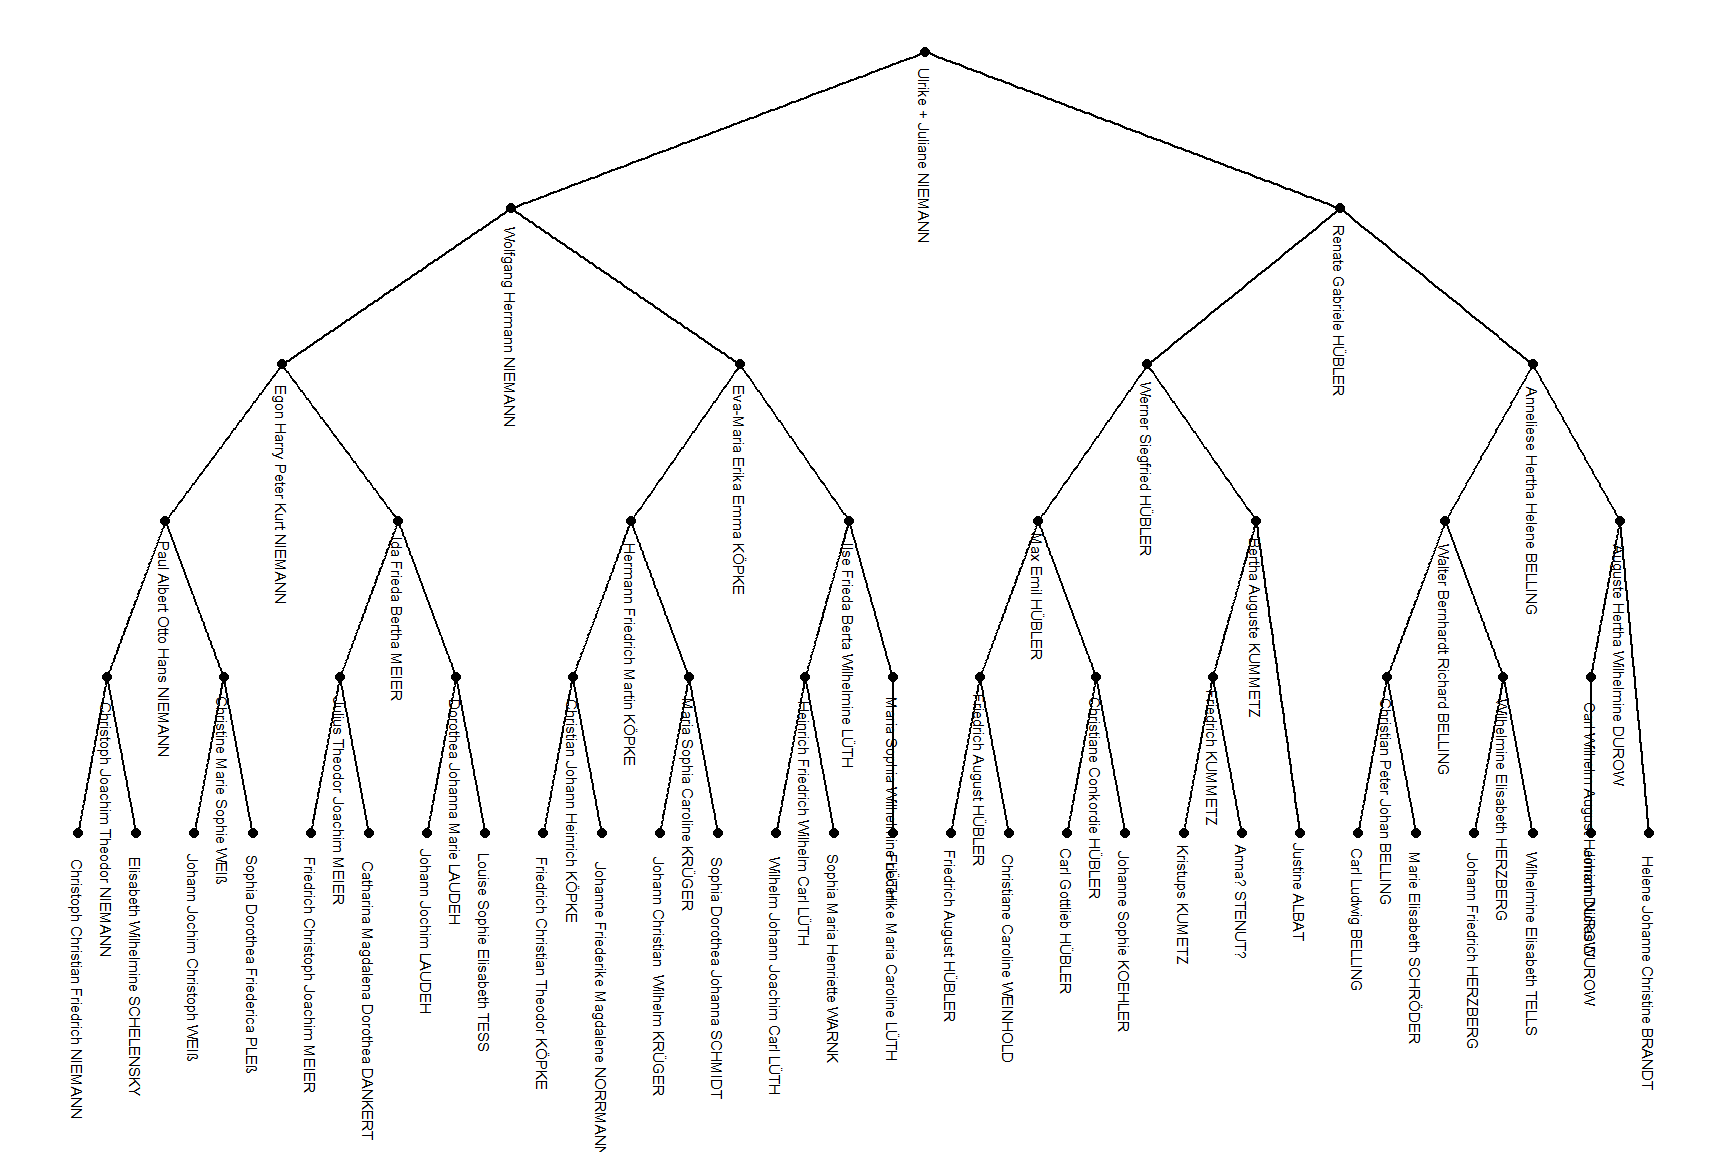 Ulrike + Juliane NIEMANN
Wolfgang Hermann NIEMANN
Renate Gabriele HÜBLER
Egon Harry Peter Kurt NIEMANN
Eva-Maria Erika Emma KÖPKE
Werner Siegfried HÜBLER
Anneliese Hertha Helene BELLING
Paul Albert Otto Hans NIEMANN
Ida Frieda Bertha MEIER
Hermann Friedrich Martin KÖPKE
Ilse Frieda Berta Wilhelmine LÜTH
Max Emil HÜBLER
Bertha Auguste KUMMETZ
Walter Bernhardt Richard BELLING
Auguste Hertha Wilhelmine DUROW
Christoph Joachim Theodor NIEMANN
Christine Marie Sophie WEIß
Julius Theodor Joachim MEIER
Dorothea Johanna Marie LAUDEH
Christian Johann Heinrich KÖPKE
Maria Sophia Caroline KRÜGER
Heinrich Friedrich Wilhelm Carl LÜTH
Maria Sophia Wilhelmine LÜTH
Friedrich August HÜBLER
Christiane Conkordie HÜBLER
Friedrich KUMMETZ
Christian Peter Johan BELLING
Wilhelmine Elisabeth HERZBERG
Carl Wilhelm August DUROW
Christoph Christian Friedrich NIEMANN
Elisabeth Wilhelmine SCHELENSKY
Johann Jochim Christoph WEIß
Sophia Dorothea Friederica PLEß
Friedrich Christoph Joachim MEIER
Catharina Magdalena Dorothea DANKERT
Johann Jochim LAUDEH
Louise Sophie Elisabeth TESS
Friedrich Christian Theodor KÖPKE
Johanne Friederike Magdalene NORRMANN
Johann Christian Wilhelm KRÜGER
Sophia Dorothea Johanna SCHMIDT
Wilhelm Johann Joachim Carl LÜTH
Sophia Maria Henriette WARNK
Friederike Maria Caroline LÜTH
Friedrich August HÜBLER
Christiane Caroline WEINHOLD
Carl Gottlieb HÜBLER
Johanne Sophie KOEHLER
Kristups KUMETZ
Anna? STENUT?
Justine ALBAT
Carl Ludwig BELLING
Marie Elisabeth SCHRÖDER
Johann Friedrich HERZBERG
Wilhelmine Elisabeth TELLS
DUROW
Helene Johanne Christine BRANDT